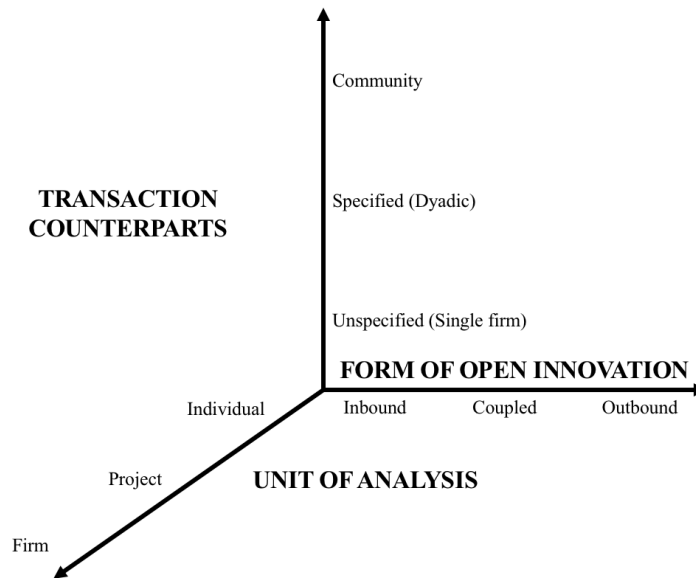 Community
TRANSACTION
COUNTERPARTS
Specified (Dyadic)
Unspecified (Single firm)
FORM OF OPEN INNOVATION
Individual
Inbound
Coupled
Outbound
Project
UNIT OF ANALYSIS
Firm